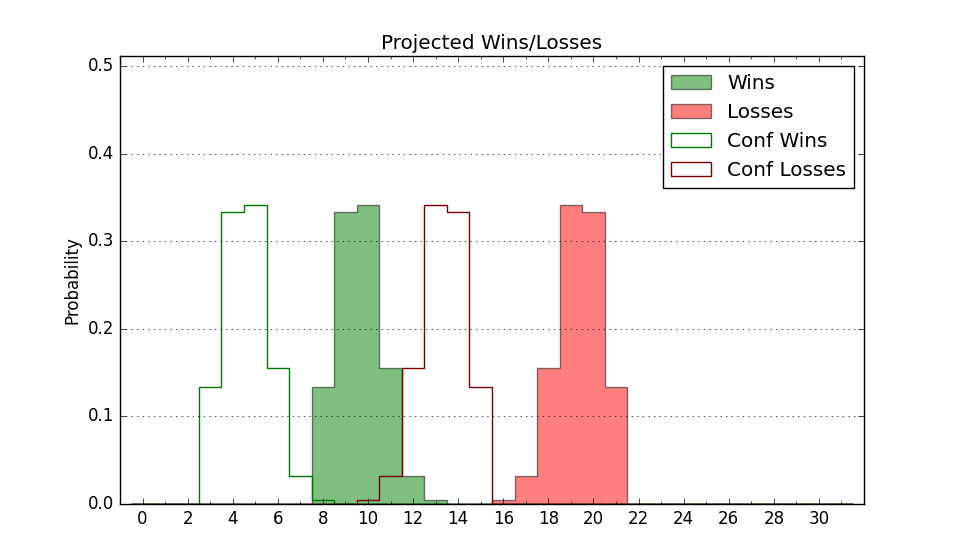 Projected Wins/Losses
0.5
0.4
0.3
0.2
0.1
0.0
Probability
0 2 4 6 8 10 12 14 16 18 20 22 24 26 28 30
Wins
Losses
Conf Wins
Conf Losses